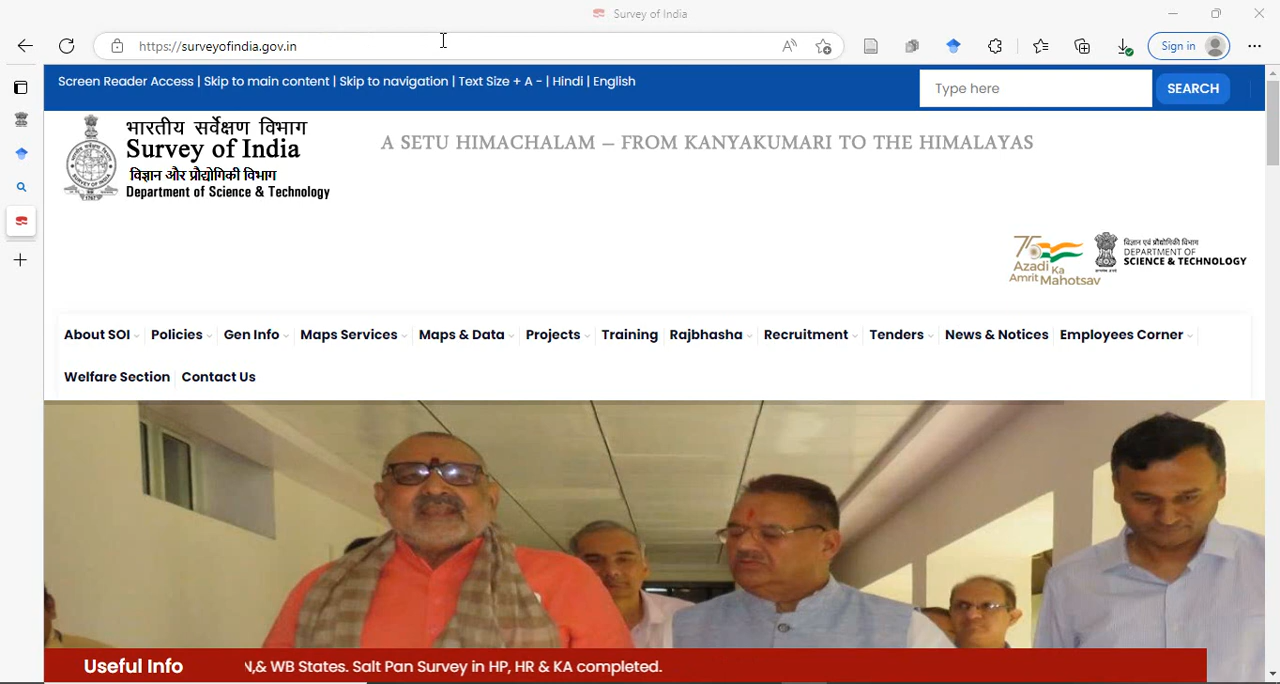 Survey of India
https://surveyofindia.gov.in
Sign in
Screen Reader Access | Skip to main content | Skip to navigation | Text Size + A - | Hindi | English
Type here
SEARCH
भारतीय सर्वेक्षण विभाग
Survey of India
विज्ञान और प्रौद्योगिकी विभाग
Department of Science & Technology
A SETU HIMACHALAM – FROM KANYAKUMARI TO THE HIMALAYAS
75
Azadi Ka
Amrit Mahotsav
विज्ञान एवं प्रौद्योगिकी विभाग
DEPARTMENT OF
SCIENCE & TECHNOLOGY
About SOI Policies Gen Info Maps Services Maps & Data Projects Training Rajbhasha Recruitment Tenders News & Notices Employees Corner
Welfare Section Contact Us
Useful Info
N,& WB States. Salt Pan Survey in HP, HR & KA completed.